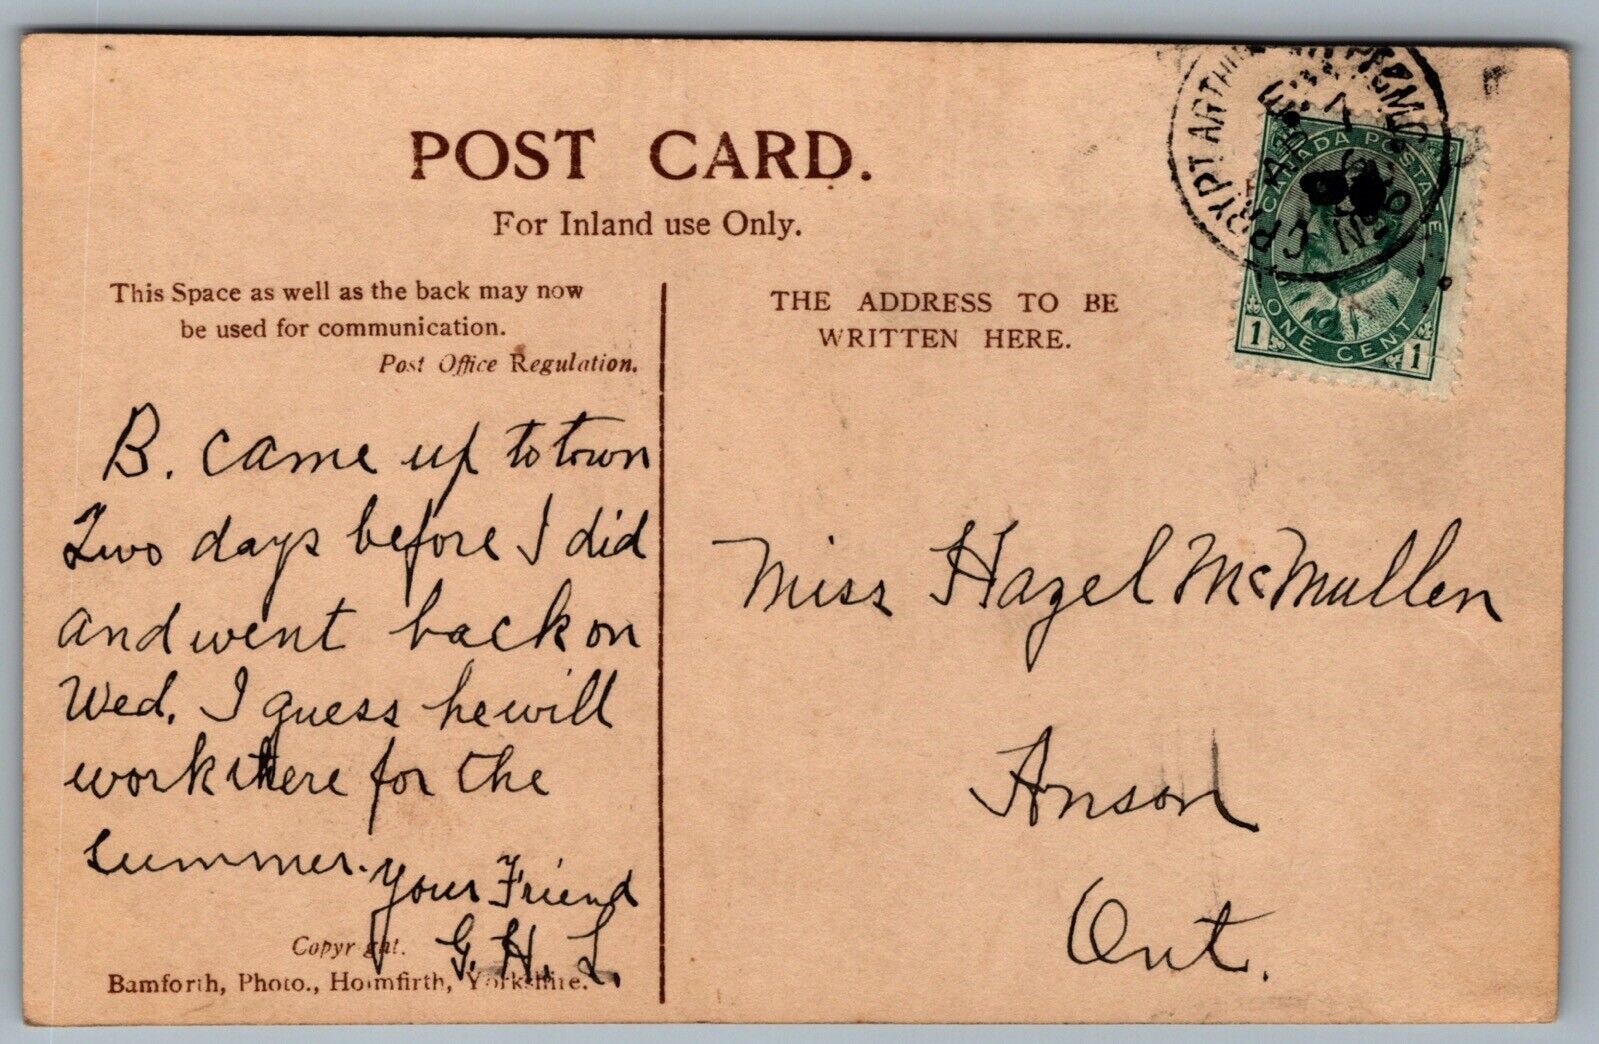 POST CARD.
For Inland use Only.
This Space as well as the back may now
be used for communication.
Post Office Regulation.
THE ADDRESS TO BE
WRITTEN HERE.
CANADA POSTAGE
1 ONE CENT 1
PT ARTHUR
B. came up to town
Two days before I did
and went back on
Wed. I guess he will
work there for the
summer.
Your Friend
G. H. L.
Miss Hazel McMullen
Anson
Ont.
Copyright.
Bamforth, Photo., Holmfirth, Yorkshire.